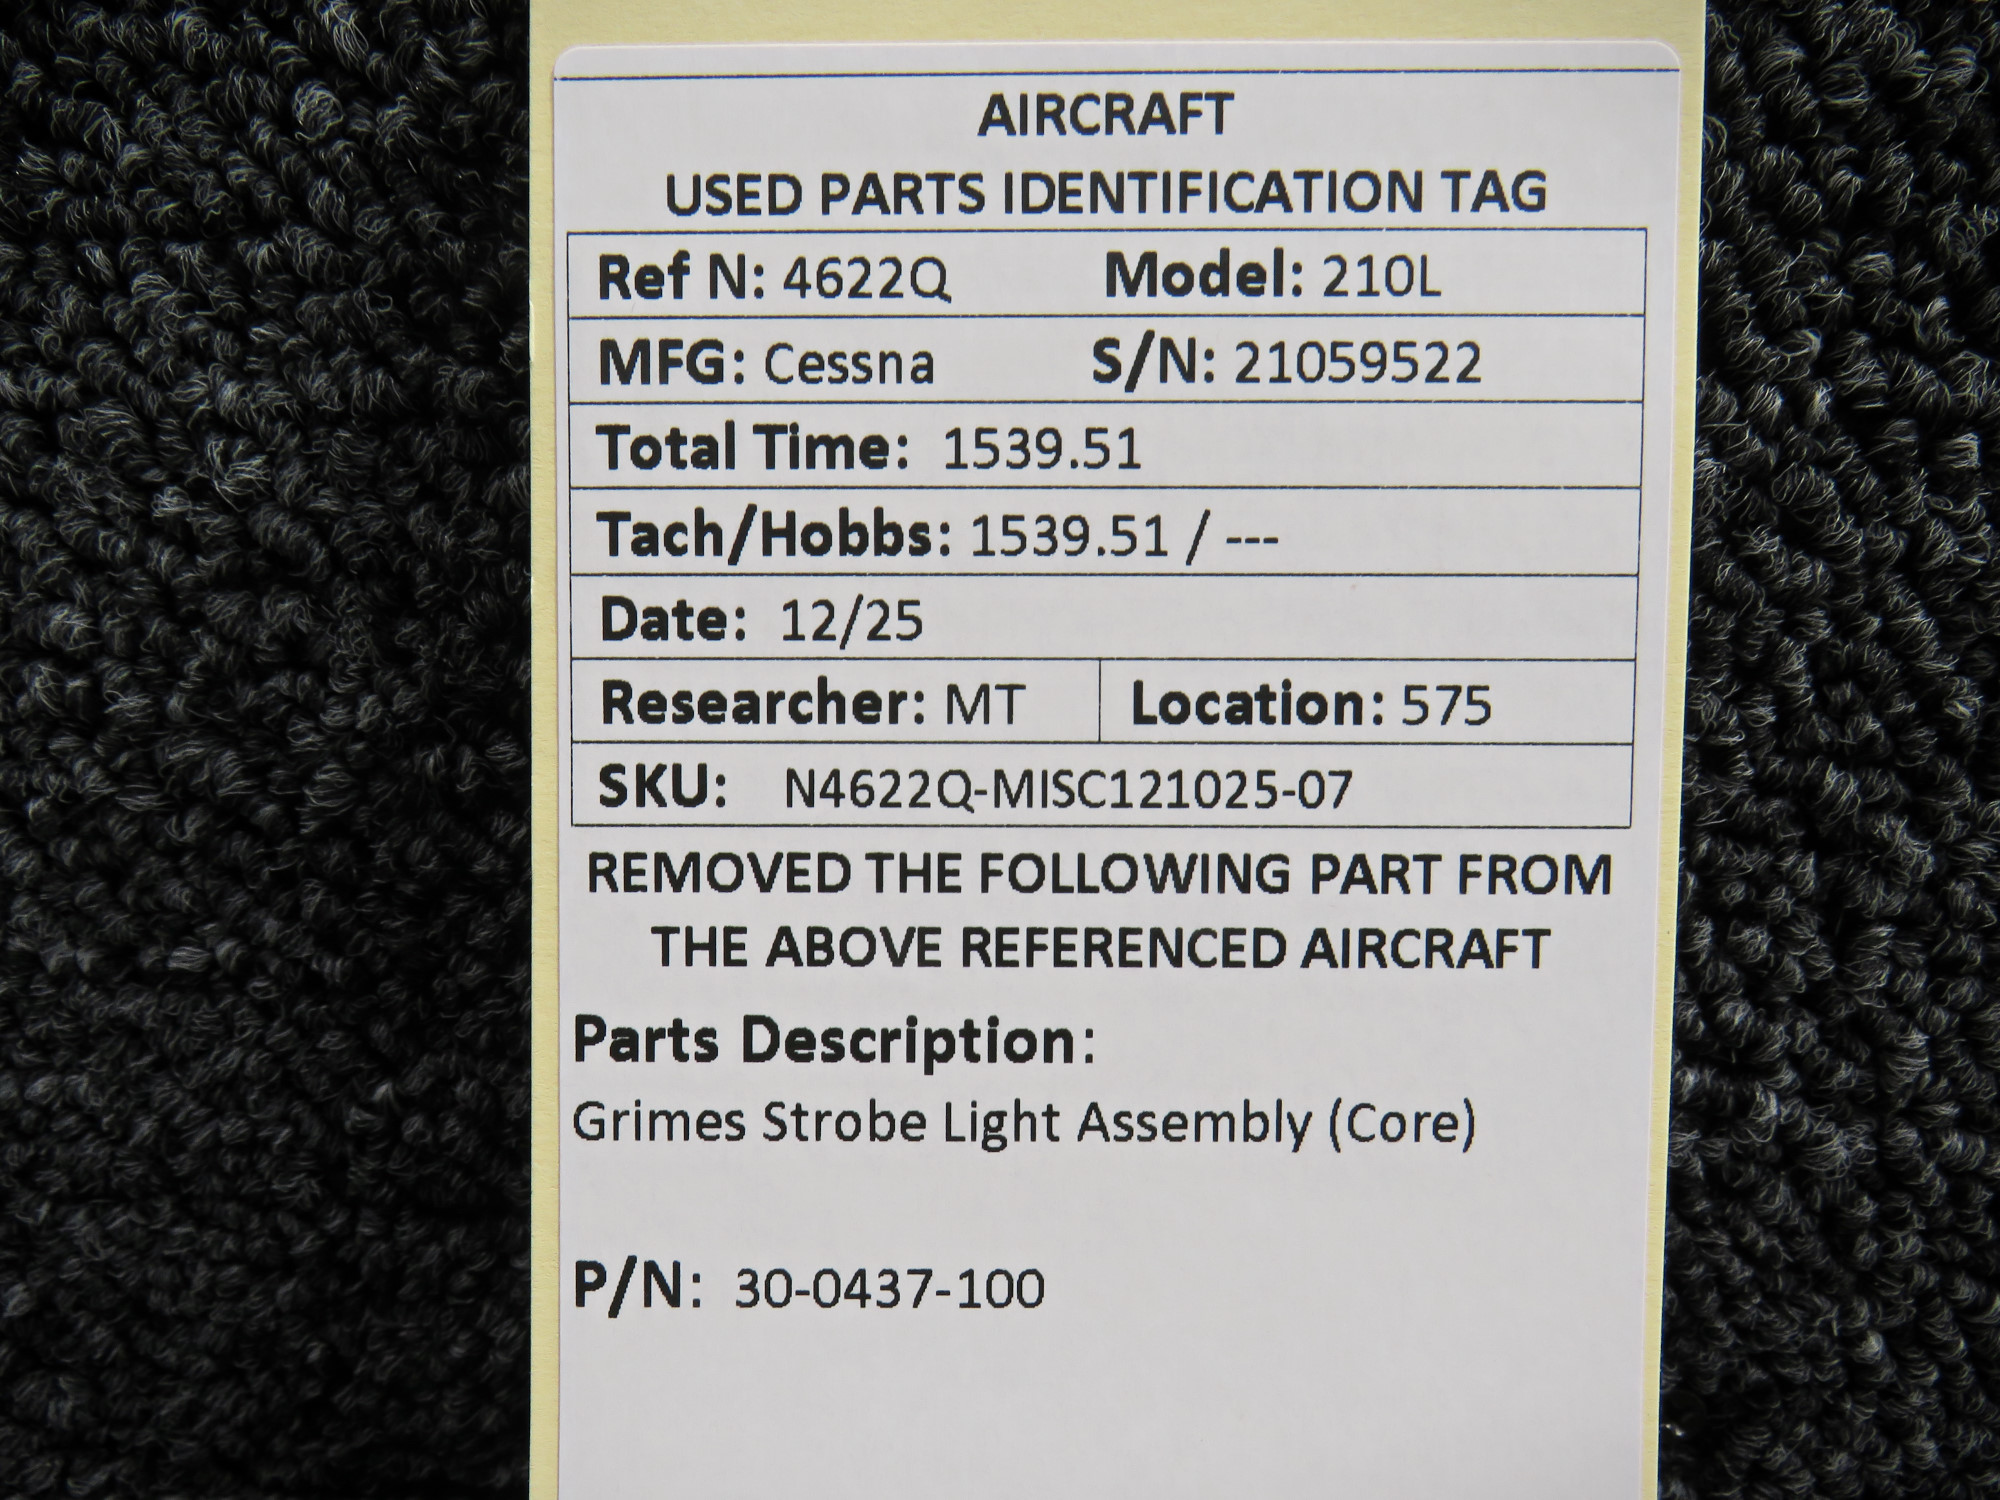 AIRCRAFT
USED PARTS IDENTIFICATION TAG
Ref N: 4622Q Model: 210L
MFG: Cessna S/N: 21059522
Total Time: 1539.51
Tach/Hobbs: 1539.51 / ---
Date: 12/25
Researcher: MT Location: 575
SKU: N4622Q-MISC121025-07
REMOVED THE FOLLOWING PART FROM
THE ABOVE REFERENCED AIRCRAFT
Parts Description:
Grimes Strobe Light Assembly (Core)
P/N: 30-0437-100